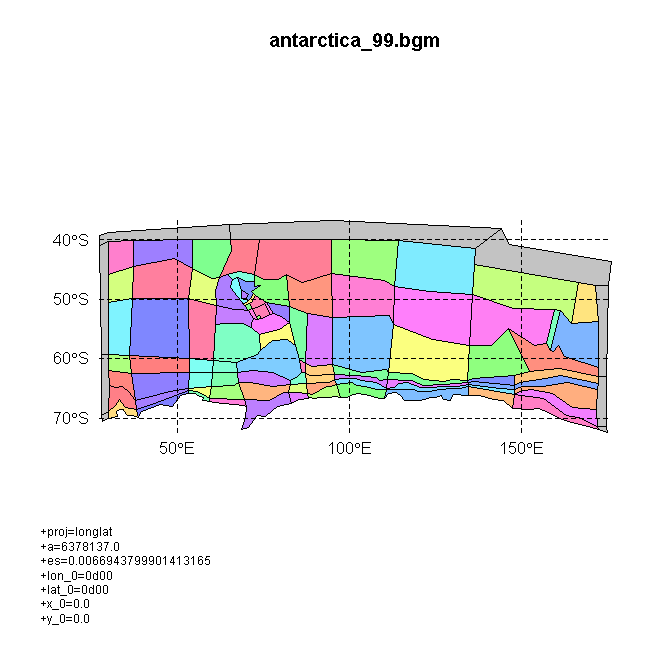 antarctica_99.bgm
40°S
50°S
60°S
70°S
50°E
100°E
150°E
+proj=longlat
+a=6378137.0
+es=0.0066943799901413165
+lon_0=0d00
+lat_0=0d00
+x_0=0.0
+y_0=0.0